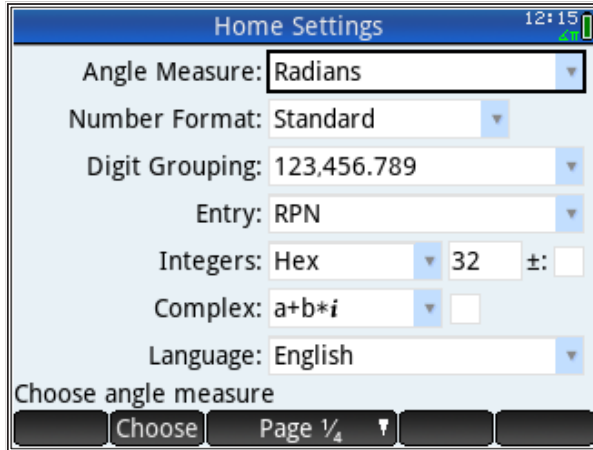 Home Settings 12:15
∡π
Angle Measure: Radians
Number Format: Standard
Digit Grouping: 123,456.789
Entry: RPN
Integers: Hex 32 ±:
Complex: a+b*i
Language: English
Choose angle measure
Choose Page ¼